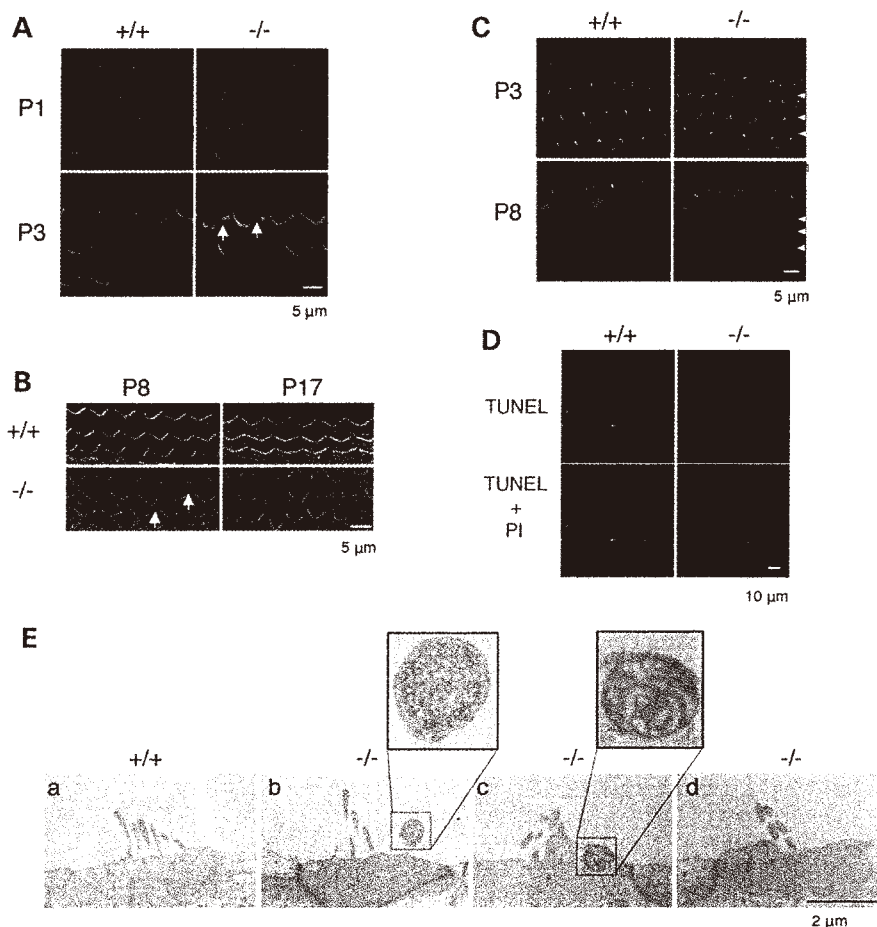 A
+/+ -/-
P1
P3
5 µm
B
P8 P17
+/+
-/-
5 µm
C
+/+ -/-
P3
P8
5 µm
D
+/+ -/-
TUNEL
TUNEL
+
PI
10 µm
E
+/+ -/- -/- -/-
a b c d
2 µm